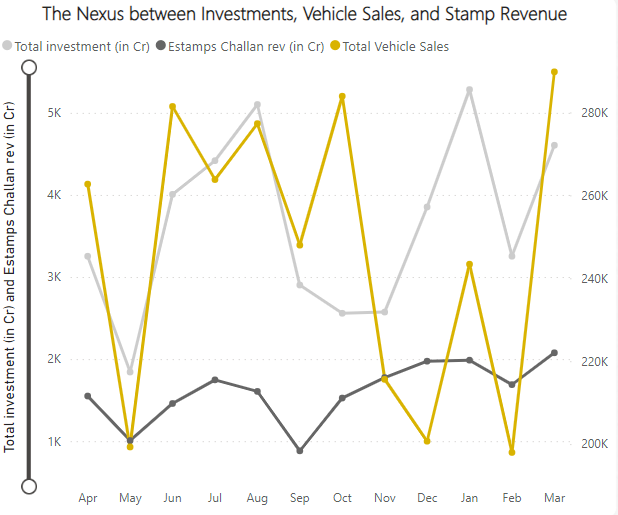 The Nexus between Investments, Vehicle Sales, and Stamp Revenue
Total investment (in Cr) Estamps Challan rev (in Cr) Total Vehicle Sales
Total investment (in Cr) and Estamps Challan rev (in Cr)
5K 280K
4K 260K
3K 240K
2K 220K
1K 200K
Apr May Jun Jul Aug Sep Oct Nov Dec Jan Feb Mar